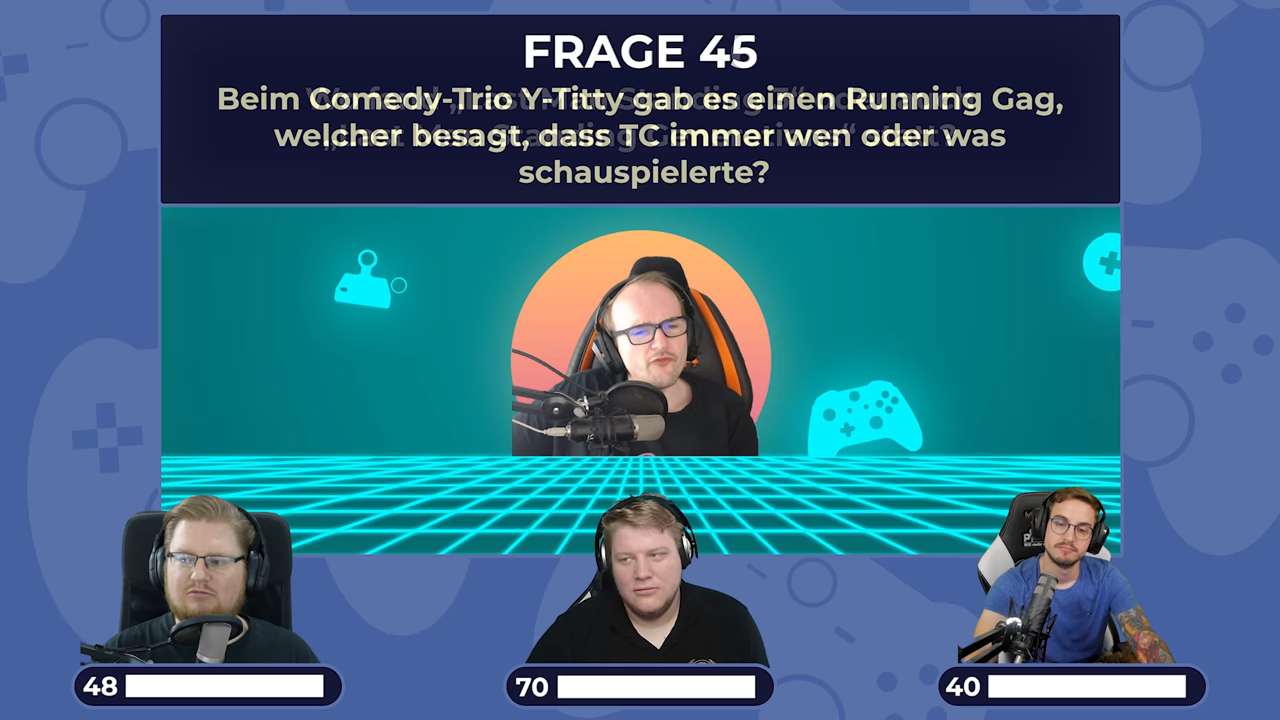 FRAGE 45
Beim Comedy-Trio Y-Titty gab es einen Running Gag,
welcher besagt, dass TC immer wen oder was
schauspielerte?
48
70
40